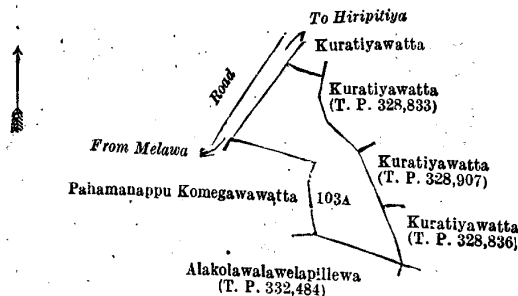 To Hiripitiya
Kuratiyawatta
Road
Kuratiyawatta
(T. P. 328,833)
From Melawa
Kuratiyawatta
(T. P. 328,907)
Pahamanappu Komegawawatta
103A
Kuratiyawatta
(T. P. 328,836)
Alakolawalawelapillewa
(T. P. 332,484)